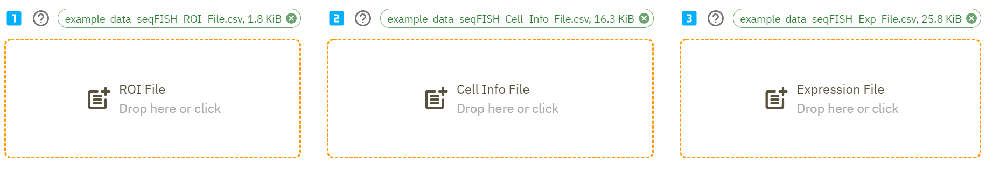 1 ? example_data_seqFISH_ROI_File.csv, 1.8 KiB
ROI File
Drop here or click
2 ? example_data_seqFISH_Cell_Info_File.csv, 16.3 KiB
Cell Info File
Drop here or click
3 ? example_data_seqFISH_Exp_File.csv, 25.8 KiB
Expression File
Drop here or click